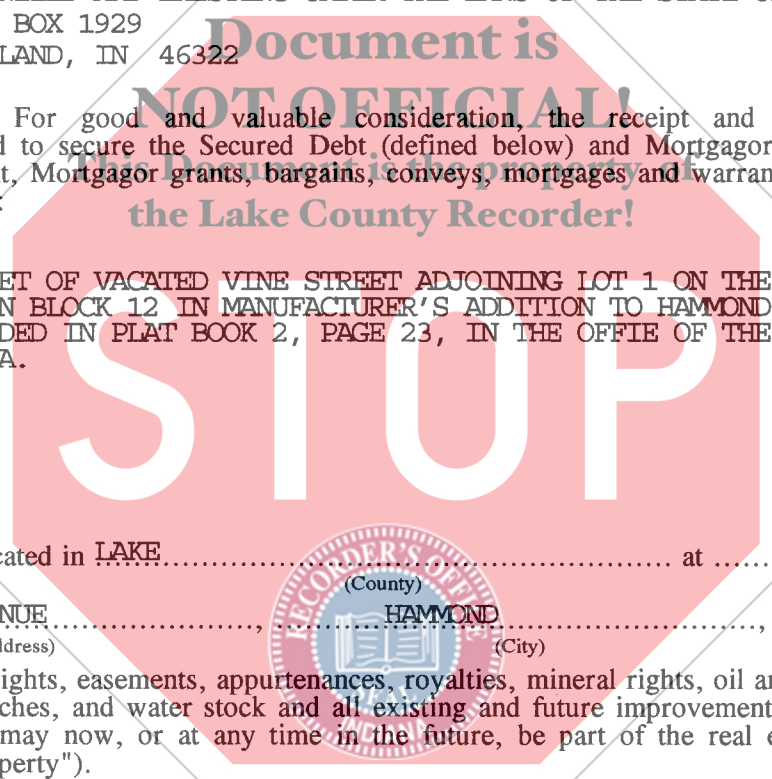 BOX 1929
LAND, IN 46322
Document is
NOT OFFICIAL!
This Document is the property of
the Lake County Recorder!
For good and valuable consideration, the receipt and
to secure the Secured Debt (defined below) and Mortgagor
t, Mortgagor grants, bargains, conveys, mortgages and warran
:
ET OF VACATED VINE STREET ADJOINING LOT 1 ON THE
N BLOCK 12 IN MANUFACTURER'S ADDITION TO HAMMOND
DED IN PLAT BOOK 2, PAGE 23, IN THE OFFIE OF THE
A.
STOP
cated in LAKE at
(County)
NUE, HAMMOND,
ddress) (City)
RECORDER'S OFFICE
SEAL
INDIANA
ights, easements, appurtenances, royalties, mineral rights, oil an
ches, and water stock and all existing and future improvement
may now, or at any time in the future, be part of the real e
perty").